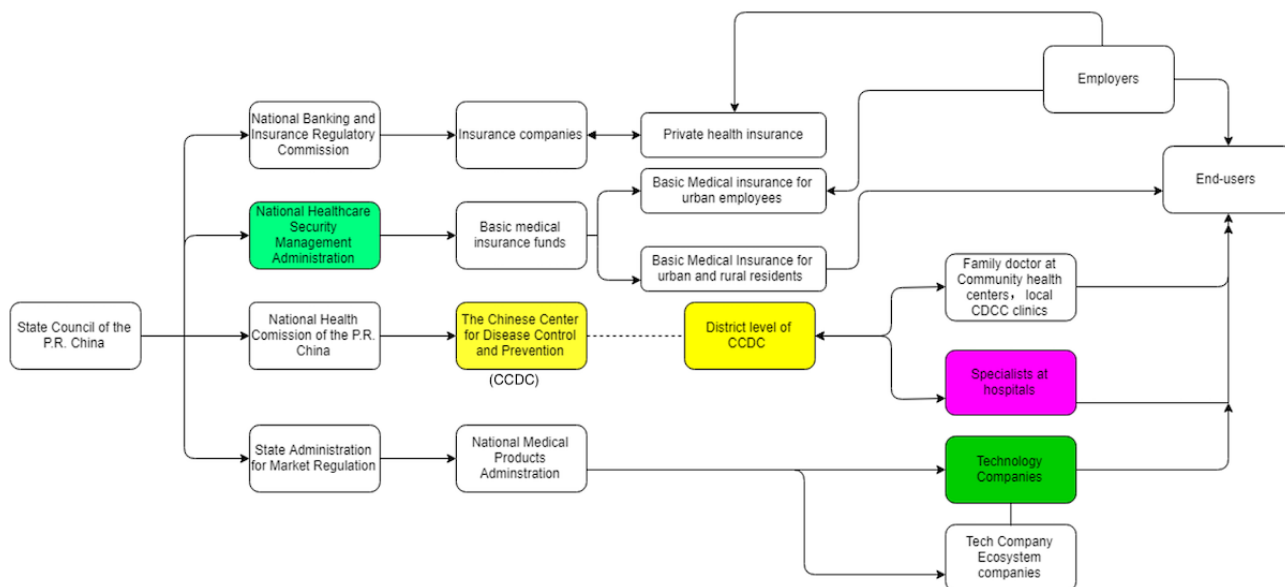 Employers
National Banking and
Insurance Regulatory
Commission
Insurance companies
Private health insurance
End-users
Basic Medical insurance for
urban employees
National Healthcare
Security
Management
Administration
Basic medical
insurance funds
Basic Medical Insurance for
urban and rural residents
Family doctor at
Community health
centers， local
CDCC clinics
State Council of the
P.R. China
National Health
Comission of the P.R.
China
The Chinese Center
for Disease Control
and Prevention
(CCDC)
District level of
CCDC
Specialists at
hospitals
State Administration
for Market Regulation
National Medical
Products Adminstration
Technology
Companies
Tech Company
Ecosystem
companies